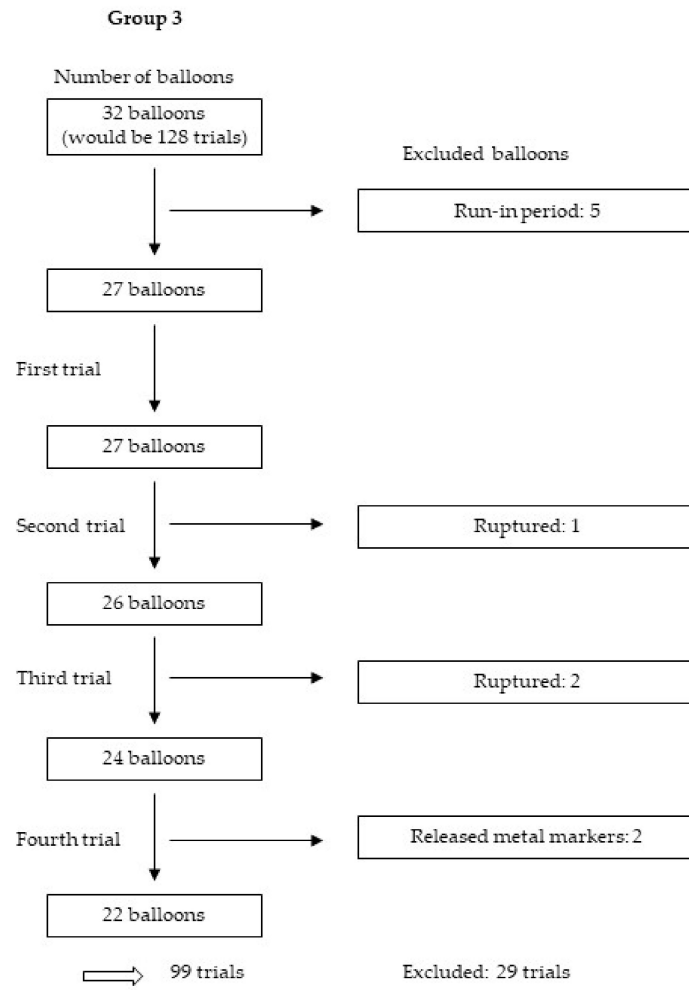 Group 3
Number of balloons
32 balloons
(would be 128 trials)
Excluded balloons
Run-in period: 5
27 balloons
First trial
27 balloons
Second trial
Ruptured: 1
26 balloons
Third trial
Ruptured: 2
24 balloons
Fourth trial
Released metal markers: 2
22 balloons
99 trials
Excluded: 29 trials